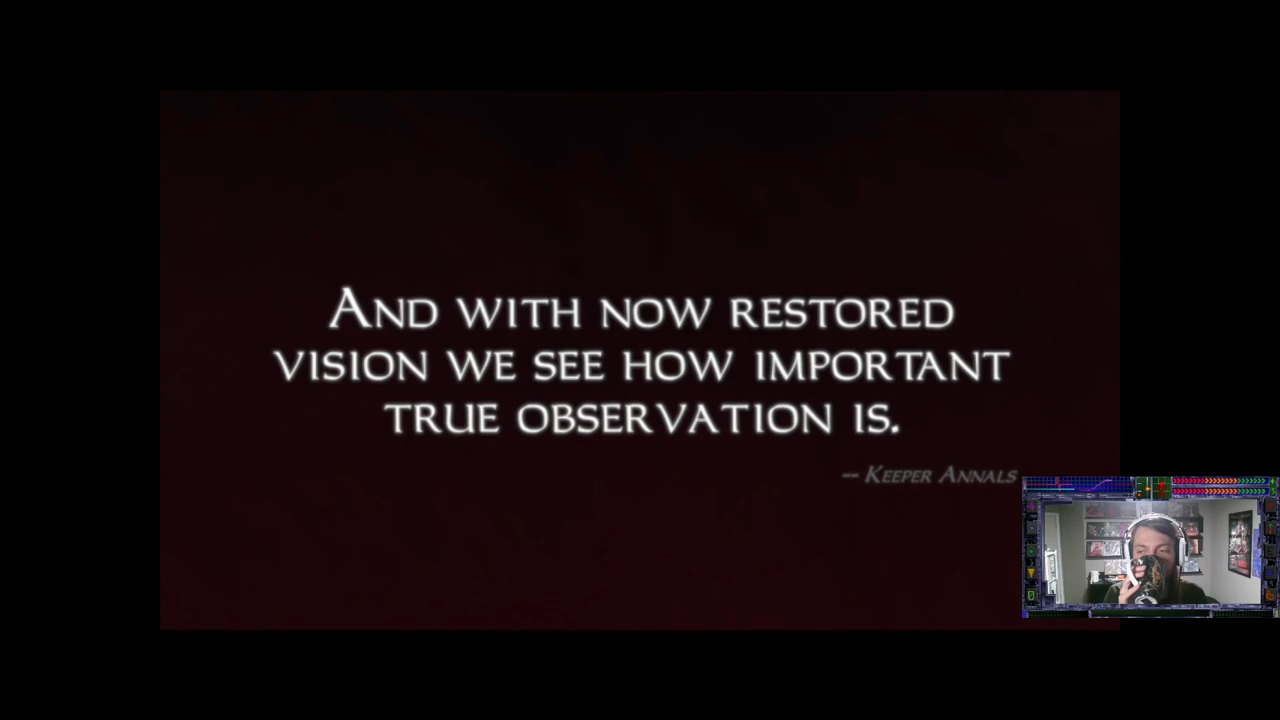 And with now restored
vision we see how important
true observation is.
-- Keeper Annals